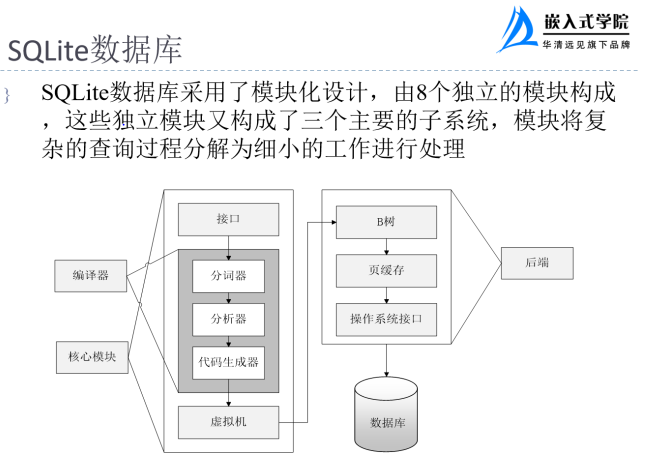 嵌入式学院
华清远见旗下品牌
SQLite数据库
} SQLite数据库采用了模块化设计，由8个独立的模块构成
，这些独立模块又构成了三个主要的子系统，模块将复
杂的查询过程分解为细小的工作进行处理
接口
编译器
分词器
分析器
核心模块
代码生成器
虚拟机
B树
页缓存
操作系统接口
后端
数据库